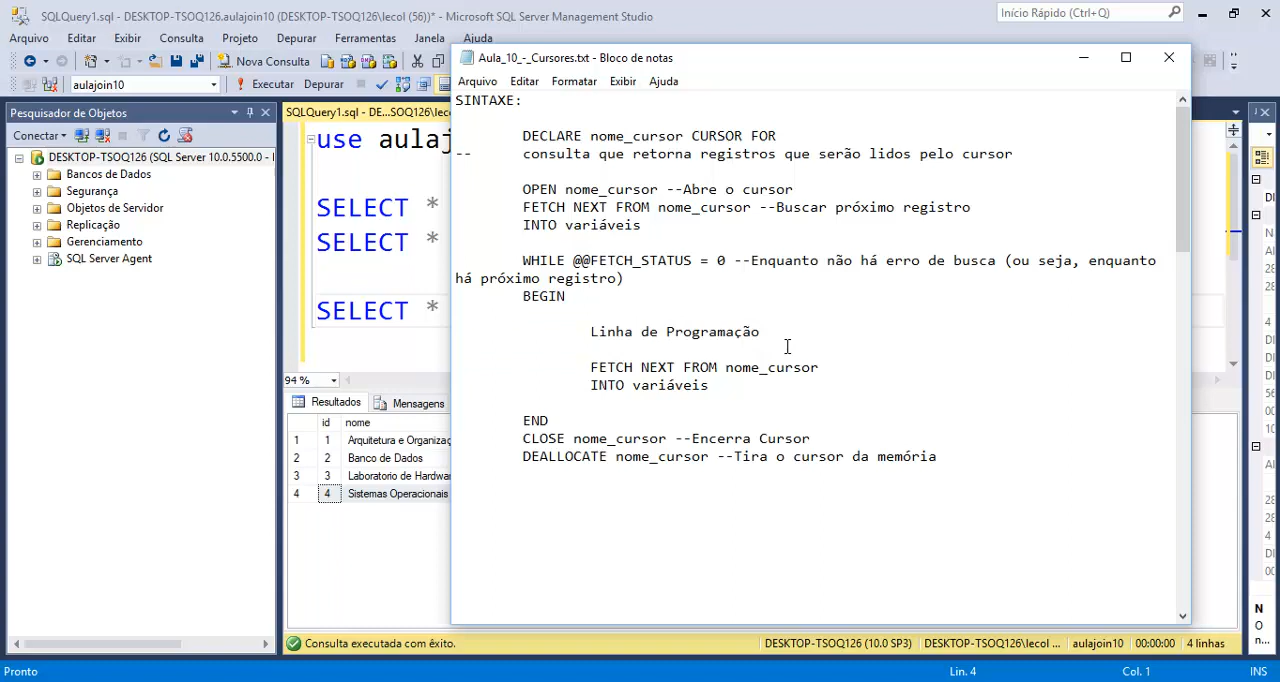 SQLQuery1.sql - DESKTOP-TSOQ126.aulajoin10 (DESKTOP-TSOQ126\lecol (56))* - Microsoft SQL Server Management Studio
Início Rápido (Ctrl+Q)
Arquivo Editar Exibir Consulta Projeto Depurar Ferramentas Janela Ajuda
Nova Consulta
aulajoin10 Executar Depurar
Pesquisador de Objetos
Conectar
DESKTOP-TSOQ126 (SQL Server 10.0.5500.0 -
Bancos de Dados
Segurança
Objetos de Servidor
Replicação
Gerenciamento
SQL Server Agent
SQLQuery1.sql - DE...SOQ126\leco
use aulaj
SELECT *
SELECT *
SELECT *
94 %
Resultados Mensagens
id nome
1 1 Arquitetura e Organizaç
2 2 Banco de Dados
3 3 Laboratorio de Hardwa
4 4 Sistemas Operacionais
Aula_10_-_Cursores.txt - Bloco de notas
Arquivo Editar Formatar Exibir Ajuda
SINTAXE:
DECLARE nome_cursor CURSOR FOR
-- consulta que retorna registros que serão lidos pelo cursor
OPEN nome_cursor --Abre o cursor
FETCH NEXT FROM nome_cursor --Buscar próximo registro
INTO variáveis
WHILE @@FETCH_STATUS = 0 --Enquanto não há erro de busca (ou seja, enquanto
há próximo registro)
BEGIN
Linha de Programação
FETCH NEXT FROM nome_cursor
INTO variáveis
END
CLOSE nome_cursor --Encerra Cursor
DEALLOCATE nome_cursor --Tira o cursor da memória
Consulta executada com êxito.
DESKTOP-TSOQ126 (10.0 SP3) DESKTOP-TSOQ126\lecol ... aulajoin10 00:00:00 4 linhas
Pronto Lin. 4 Col. 1 INS